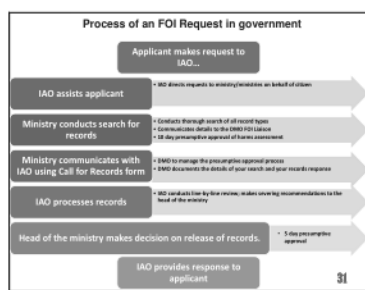 Process of an FOI Request in government
Applicant makes request to
IAO...
IAO assists applicant
• IAO directs requests to ministry/ministries on behalf of citizen
Ministry conducts search for
records
• Conducts thorough search of all record types
• Communicates details to the DMO FOI Liaison
• 10 day presumptive approval of harms assessment
Ministry communicates with
IAO using Call for Records form
• DMO to manage the presumptive approval process
• DMO documents the details of your search and your records response
IAO processes records
• IAO conducts line-by-line review; makes severing recommendations to the
head of the ministry
Head of the ministry makes decision on release of records.
• 5 day presumptive
approval
IAO provides response to
applicant
31